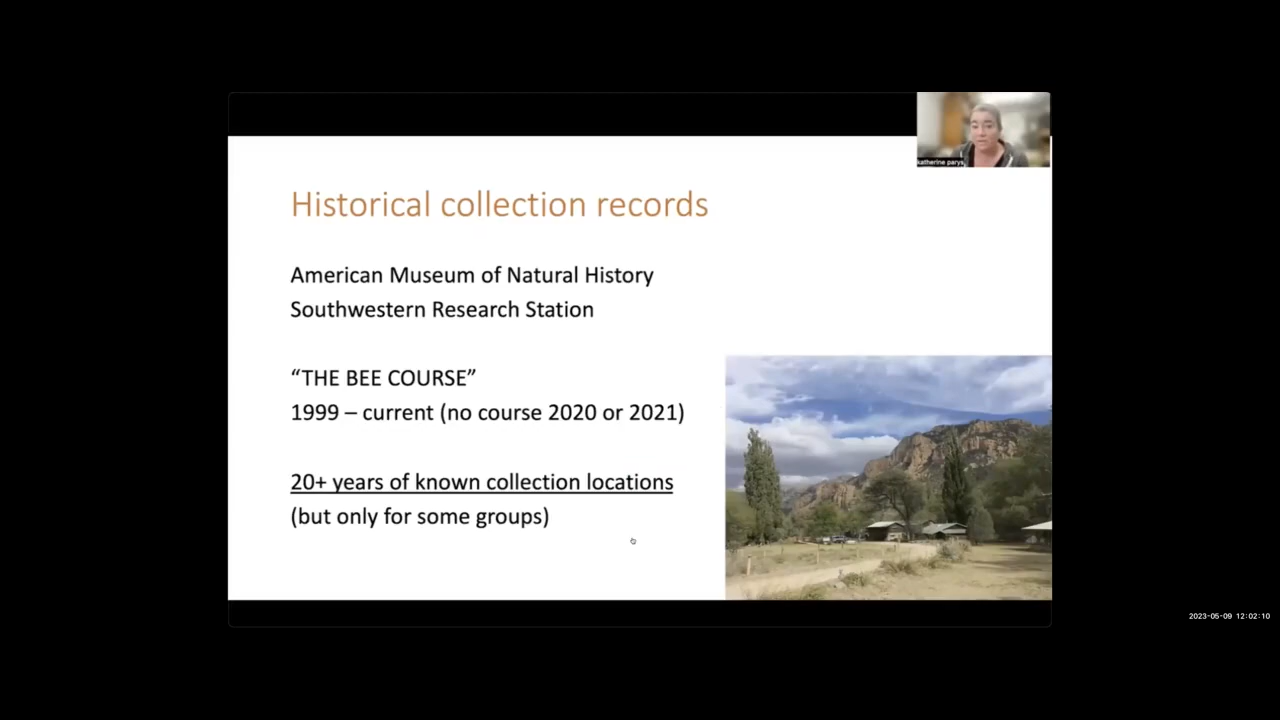 katherine parys
Historical collection records
American Museum of Natural History
Southwestern Research Station
“THE BEE COURSE”
1999 – current (no course 2020 or 2021)
20+ years of known collection locations
(but only for some groups)
2023-05-09 12:02:10